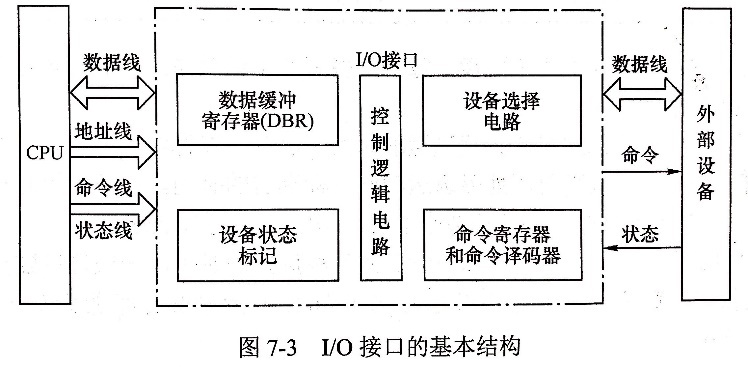 I/O接口
CPU
数据线
地址线
命令线
状态线
数据缓冲
寄存器(DBR)
设备状态
标记
控制逻辑电路
设备选择
电路
命令寄存器
和命令译码器
数据线
命令
状态
外部设备
图 7-3 I/O 接口的基本结构